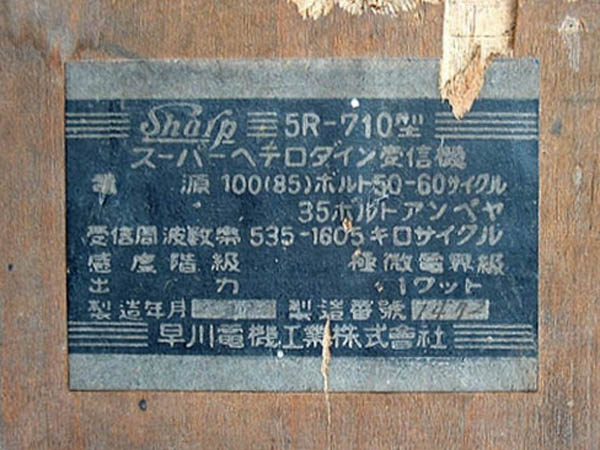 Sharp 5R-710型
スーパーヘテロダイン受信機
電源 100(85)ボルト50-60サイクル
35ボルトアンペヤ
受信周波数帯 535-1605キロサイクル
感度階級 極微電界級
出力 1ワット
製造年月 製造番號
早川電機工業株式會社